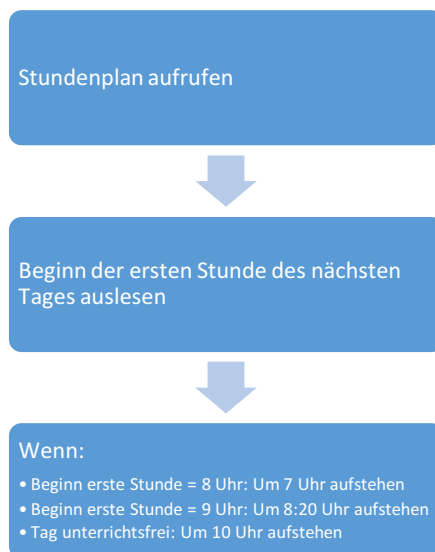 Stundenplan aufrufen
Beginn der ersten Stunde des nächsten
Tages auslesen
Wenn:
• Beginn erste Stunde = 8 Uhr: Um 7 Uhr aufstehen
• Beginn erste Stunde = 9 Uhr: Um 8:20 Uhr aufstehen
• Tag unterrichtsfrei: Um 10 Uhr aufstehen